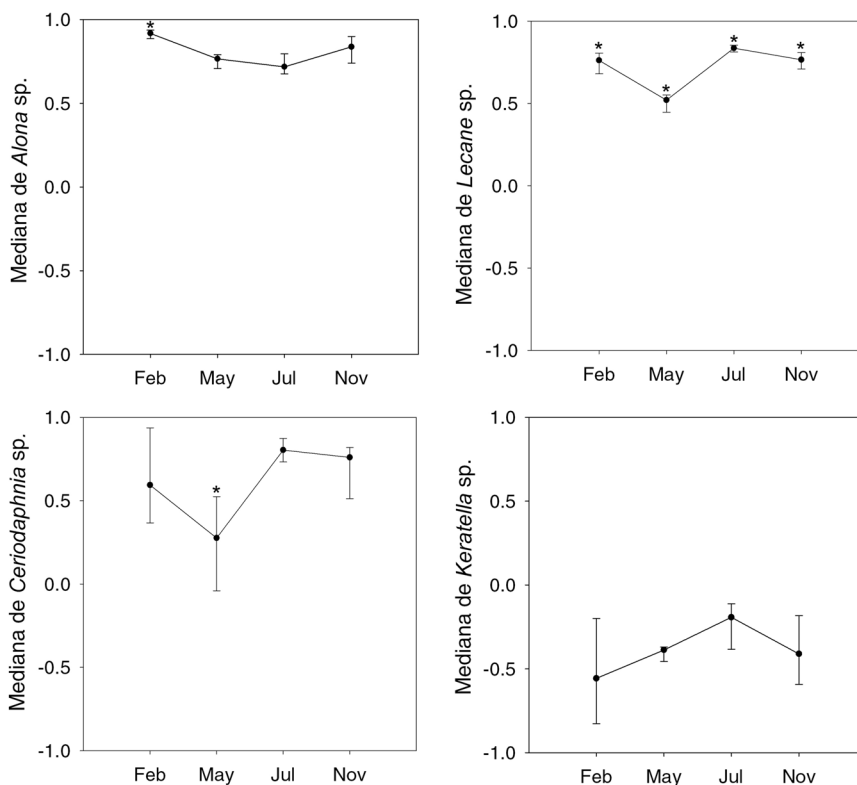 Mediana de Alona sp.
1.0
*
0.5
0.0
-0.5
-1.0
Feb May Jul Nov
Mediana de Lecane sp.
1.0
* * * *
0.5
0.0
-0.5
-1.0
Feb May Jul Nov
Mediana de Ceriodaphnia sp.
1.0
0.5
*
0.0
-0.5
-1.0
Feb May Jul Nov
Mediana de Keratella sp.
1.0
0.5
0.0
-0.5
-1.0
Feb May Jul Nov